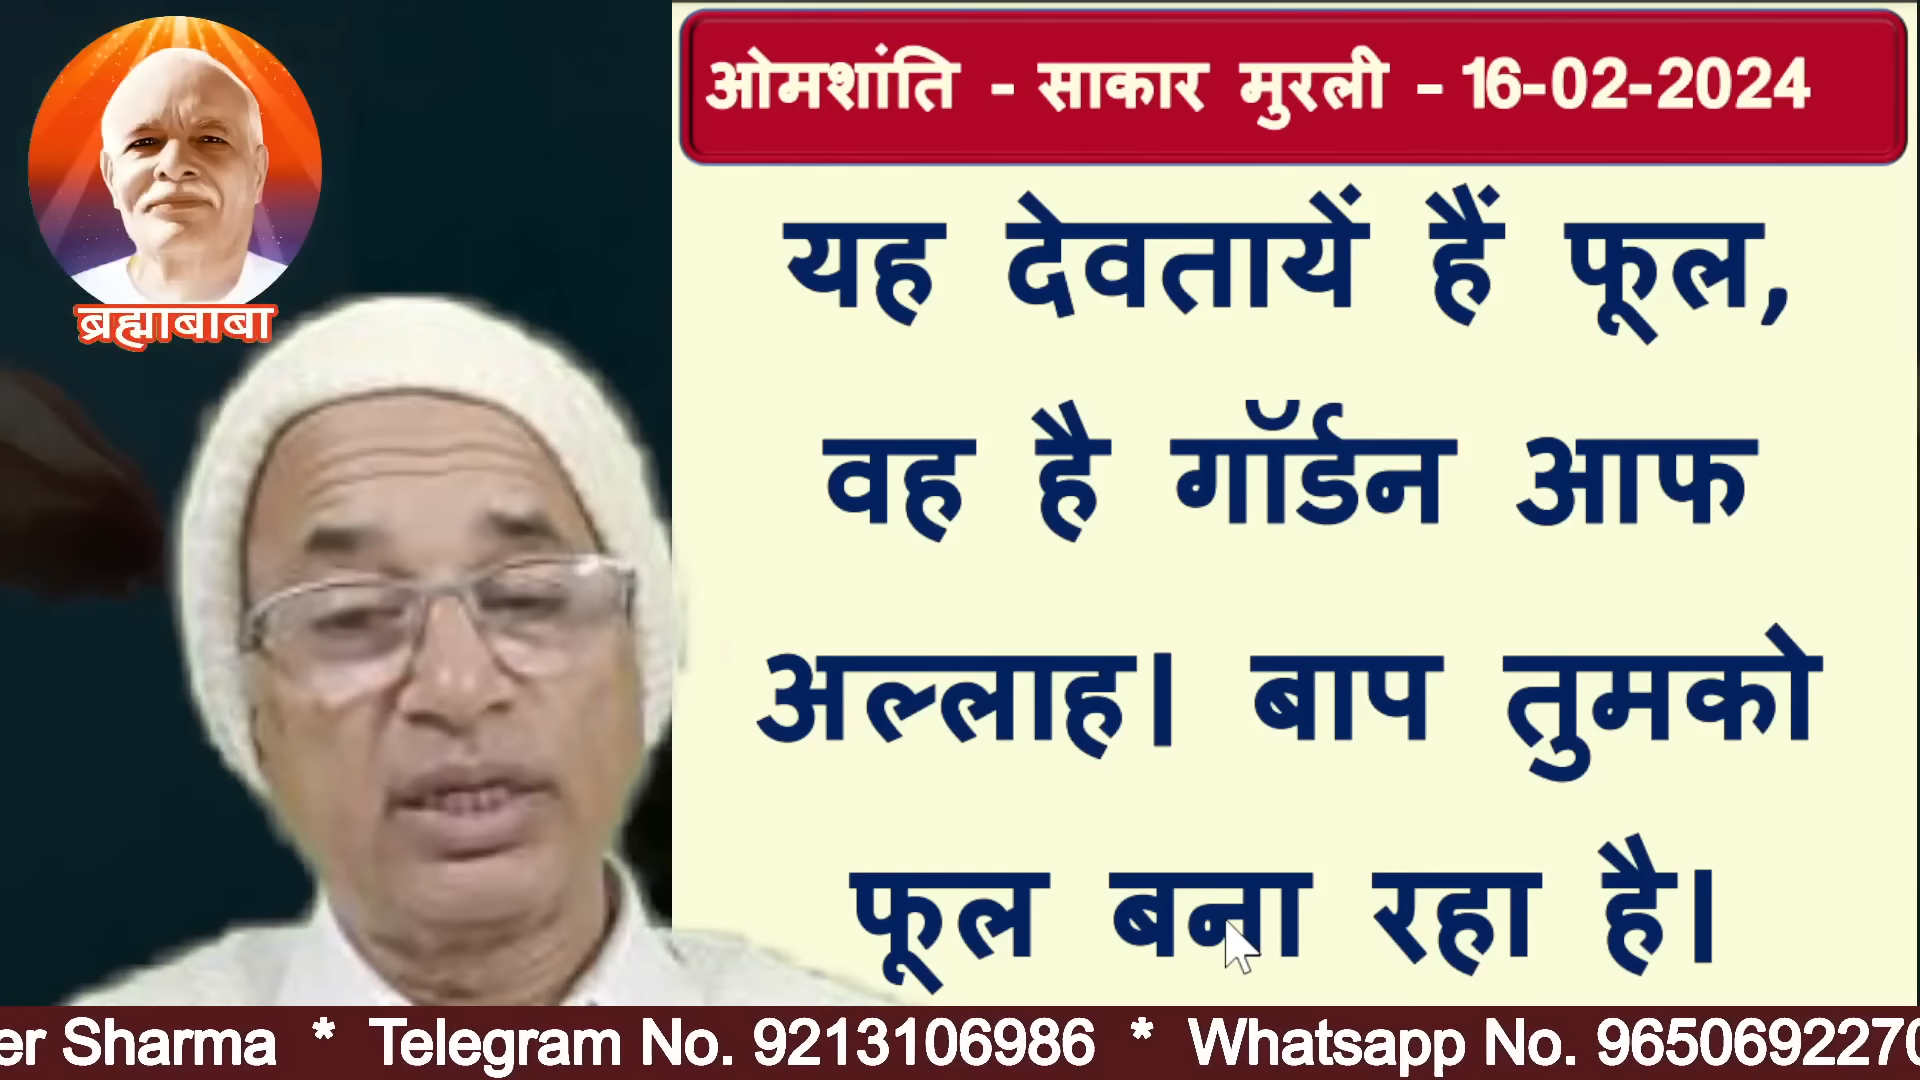 ओमशांति - साकार मुरली - 16-02-2024
ब्रह्माबाबा
यह देवतायें हैं फूल,
वह है गॉर्डन आफ
अल्लाह। बाप तुमको
फूल बना रहा है।
er Sharma * Telegram No. 9213106986 * Whatsapp No. 9650692270